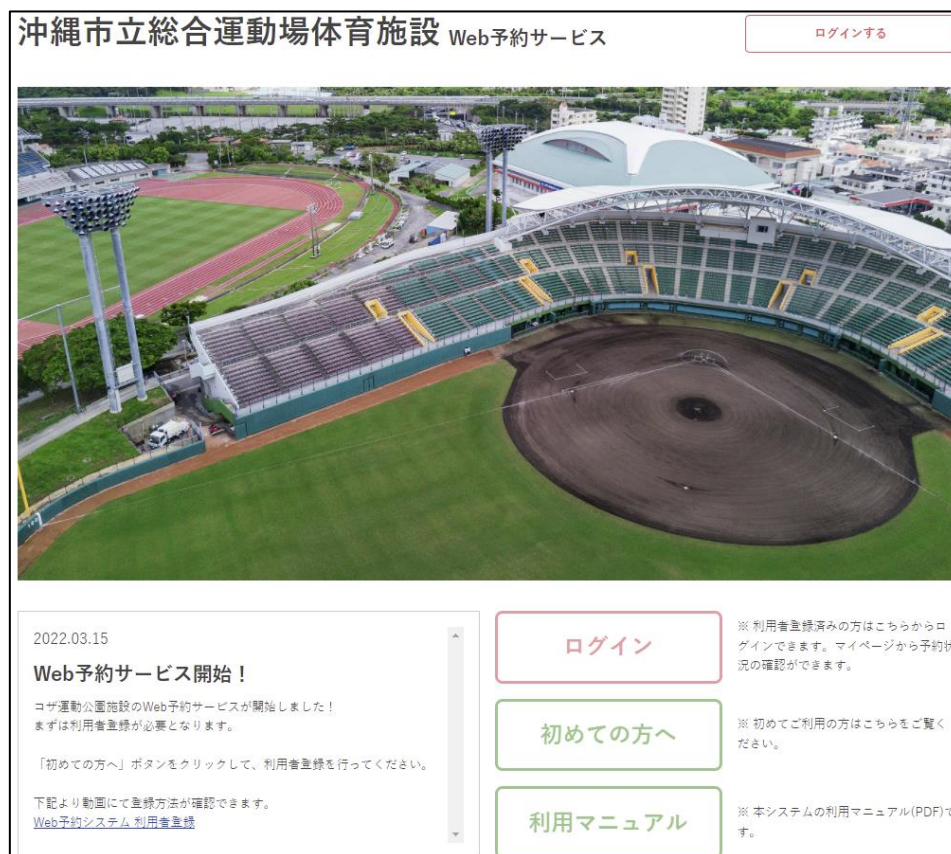 沖縄市立総合運動場体育施設 Web予約サービス
ログインする
2022.03.15
Web予約サービス開始！
コザ運動公園施設のWeb予約サービスが開始しました！
まずは利用者登録が必要となります。
「初めての方へ」ボタンをクリックして、利用者登録を行ってください。
下記より動画にて登録方法が確認できます。
Web予約システム 利用者登録
ログイン
※ 利用者登録済みの方はこちらからロ
グインできます。マイページから予約状
況の確認ができます。
初めての方へ
※ 初めてご利用の方はこちらをご覧く
ださい。
利用マニュアル
※ 本システムの利用マニュアル(PDF)で
す。